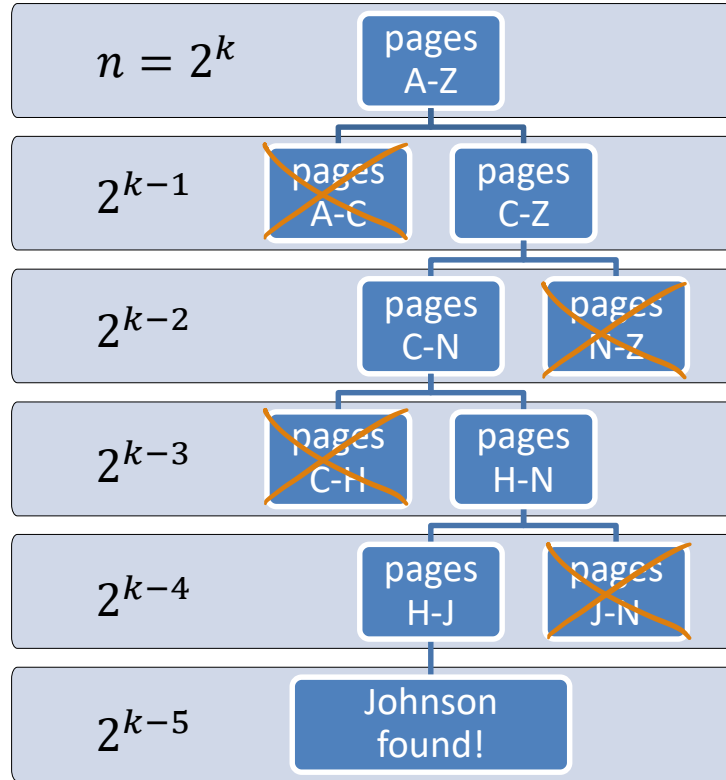 n = 2^k
pages
A-Z
2^{k-1}
pages
A-C
pages
C-Z
2^{k-2}
pages
C-N
pages
N-Z
2^{k-3}
pages
C-H
pages
H-N
2^{k-4}
pages
H-J
pages
J-N
2^{k-5}
Johnson
found!